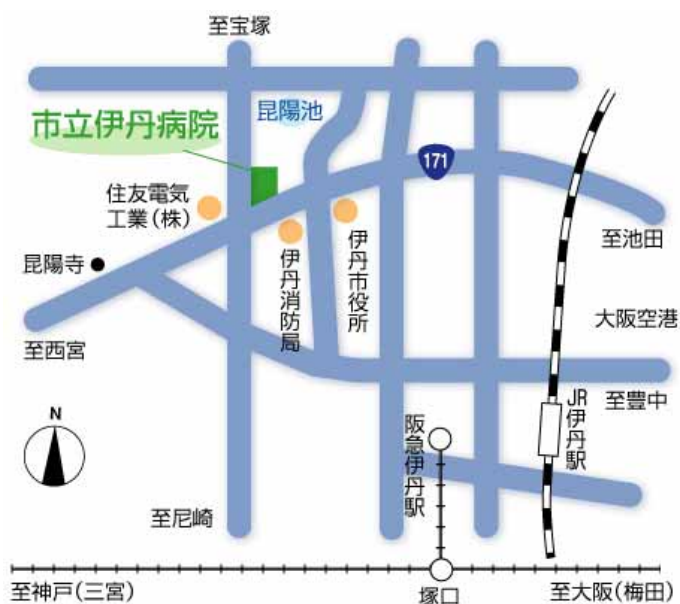 至宝塚
昆陽池
市立伊丹病院
171
住友電気
工業(株)
昆陽寺
伊丹消防局
伊丹市役所
至池田
大阪空港
至西宮
至豊中
JR伊丹駅
N
阪急伊丹駅
至尼崎
至神戸(三宮)
塚口
至大阪(梅田)